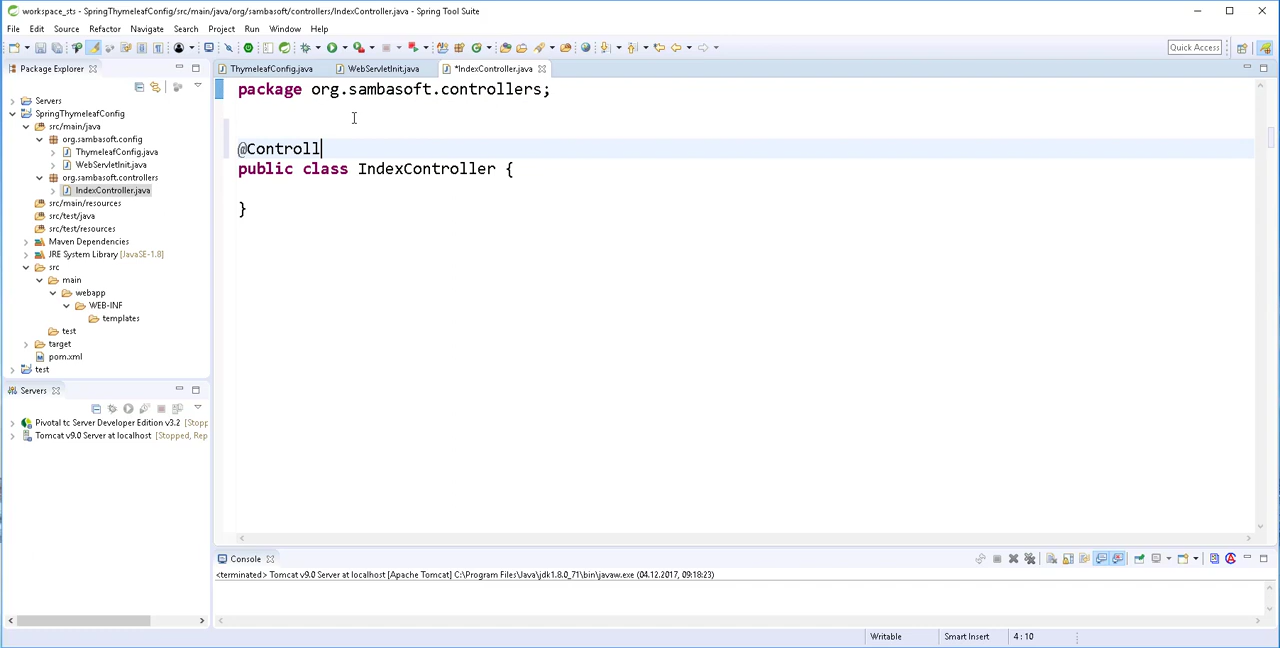 workspace_sts - SpringThymeleafConfig/src/main/java/org/sambasoft/controllers/IndexController.java - Spring Tool Suite
File Edit Source Refactor Navigate Search Project Run Window Help
Quick Access
Package Explorer
ThymeleafConfig.java WebServletInit.java *IndexController.java
Servers
SpringThymeleafConfig
src/main/java
org.sambasoft.config
ThymeleafConfig.java
WebServletInit.java
org.sambasoft.controllers
IndexController.java
src/main/resources
src/test/java
src/test/resources
Maven Dependencies
JRE System Library [JavaSE-1.8]
src
main
webapp
WEB-INF
templates
test
target
pom.xml
test
package org.sambasoft.controllers;
@Controll
public class IndexController {
}
Servers
Pivotal tc Server Developer Edition v3.2 [Stopp
Tomcat v9.0 Server at localhost [Stopped, Rep
Console
<terminated> Tomcat v9.0 Server at localhost [Apache Tomcat] C:\Program Files\Java\jdk1.8.0_71\bin\javaw.exe (04.12.2017, 09:18:23)
Writable Smart Insert 4 : 10